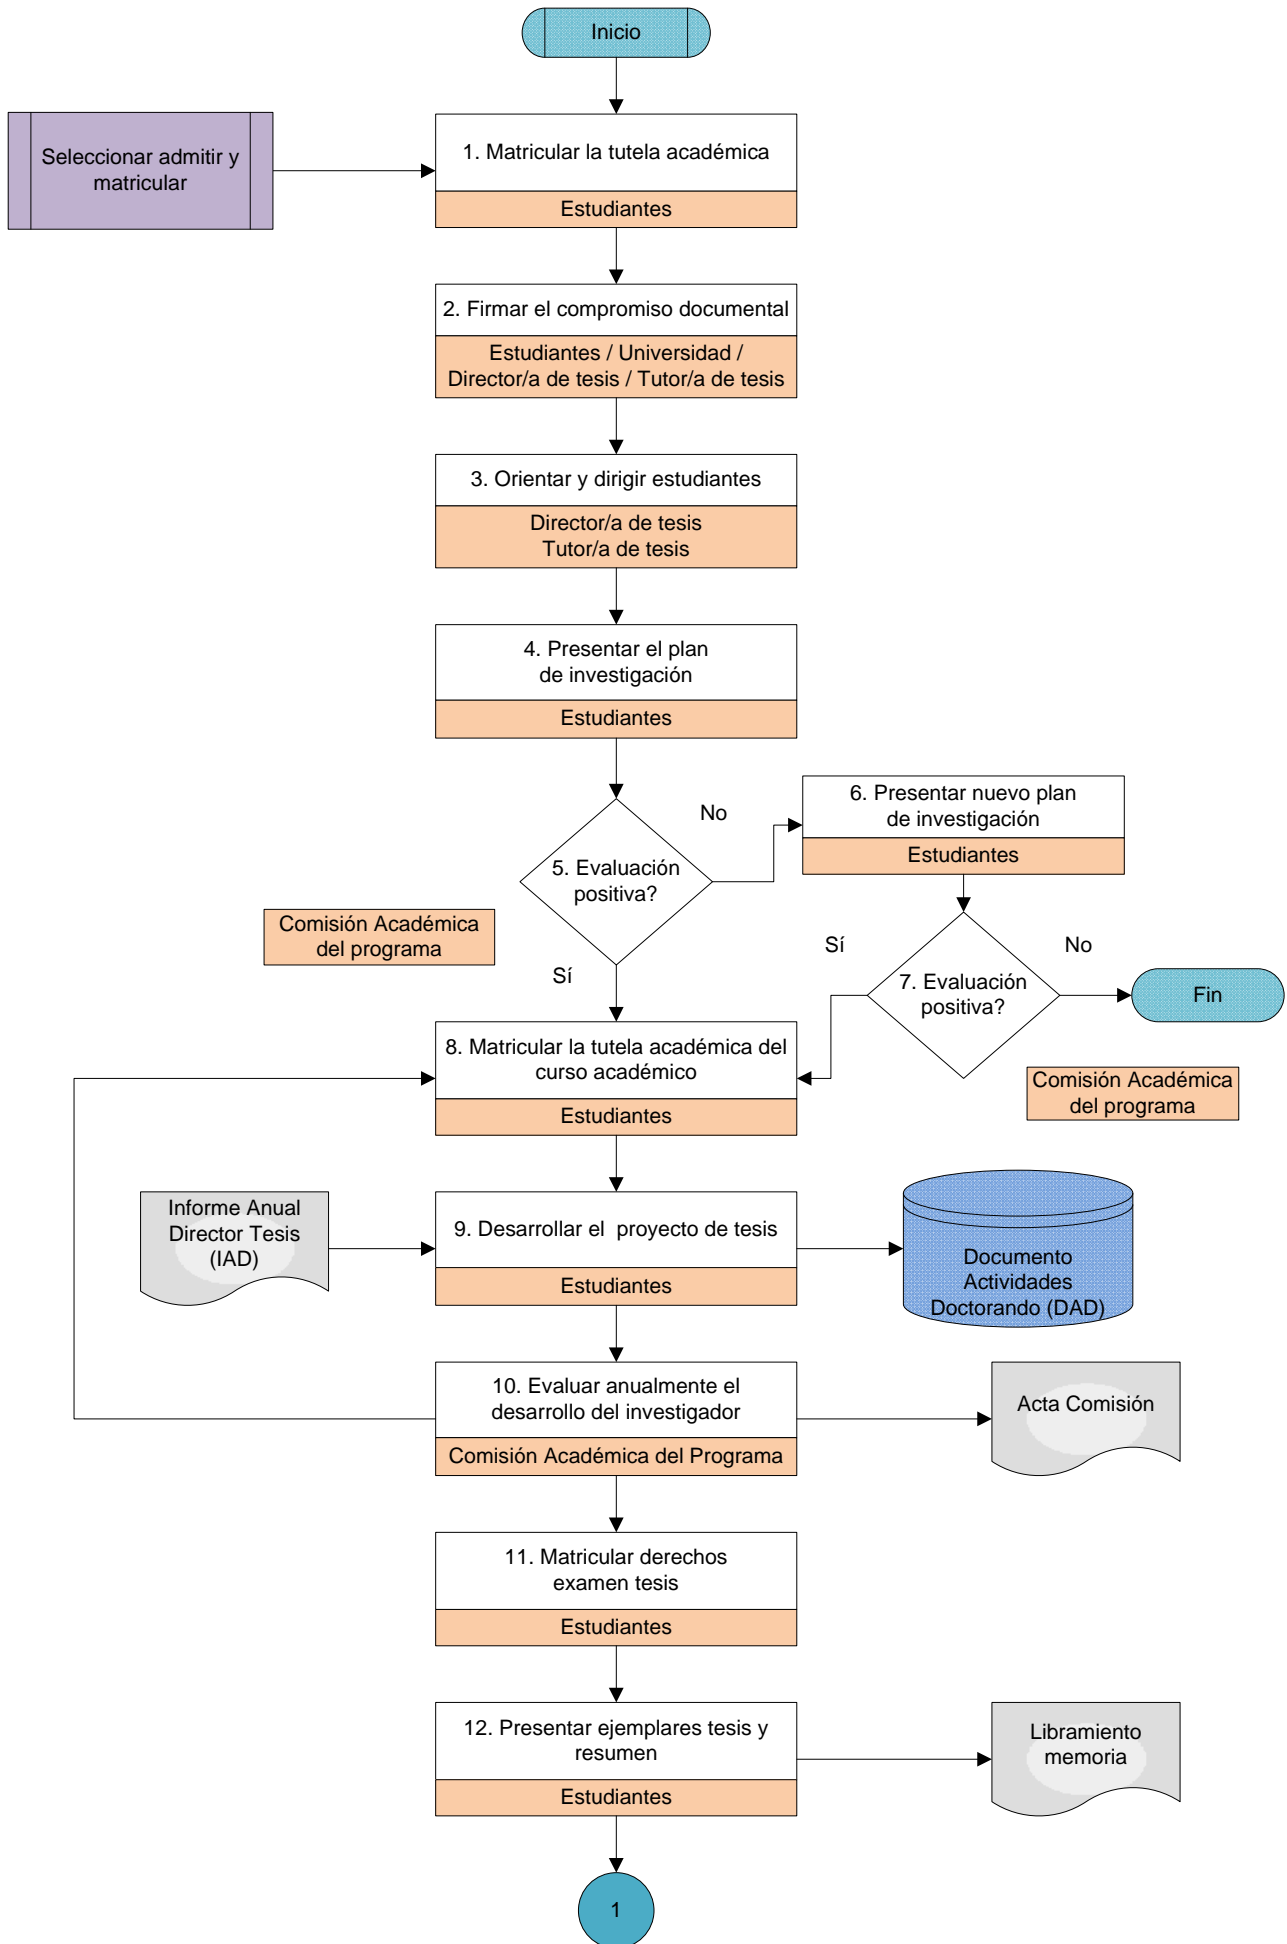 Inicio
Seleccionar admitir y
matricular
1. Matricular la tutela académica
Estudiantes
2. Firmar el compromiso documental
Estudiantes / Universidad /
Director/a de tesis / Tutor/a de tesis
3. Orientar y dirigir estudiantes
Director/a de tesis
Tutor/a de tesis
4. Presentar el plan
de investigación
Estudiantes
5. Evaluación
positiva?
No
6. Presentar nuevo plan
de investigación
Estudiantes
Comisión Académica
del programa
Sí
Sí
7. Evaluación
positiva?
No
Fin
Comisión Académica
del programa
8. Matricular la tutela académica del
curso académico
Estudiantes
Informe Anual
Director Tesis
(IAD)
9. Desarrollar el  proyecto de tesis
Estudiantes
Documento
Actividades
Doctorando (DAD)
10. Evaluar anualmente el
desarrollo del investigador
Comisión Académica del Programa
Acta Comisión
11. Matricular derechos
examen tesis
Estudiantes
12. Presentar ejemplares tesis y
resumen
Estudiantes
Libramiento
memoria
1